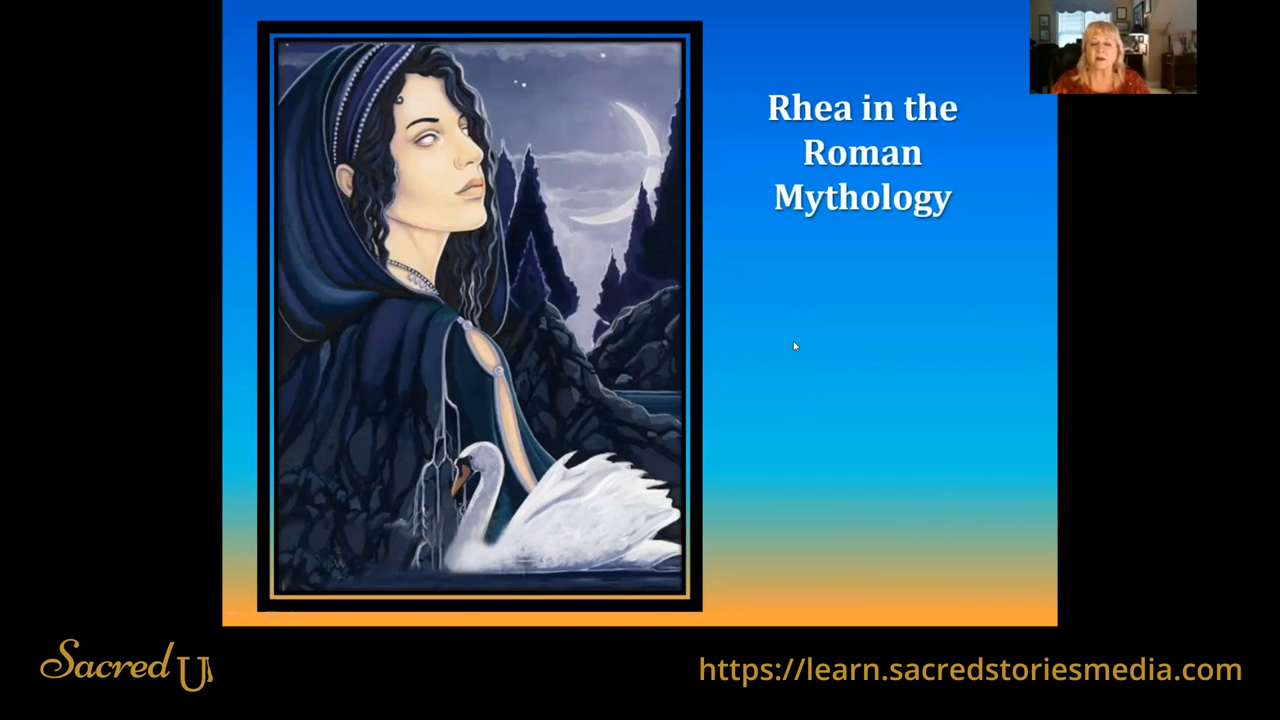 Rhea in the
Roman
Mythology
Sacred U
https://learn.sacredstoriesmedia.com